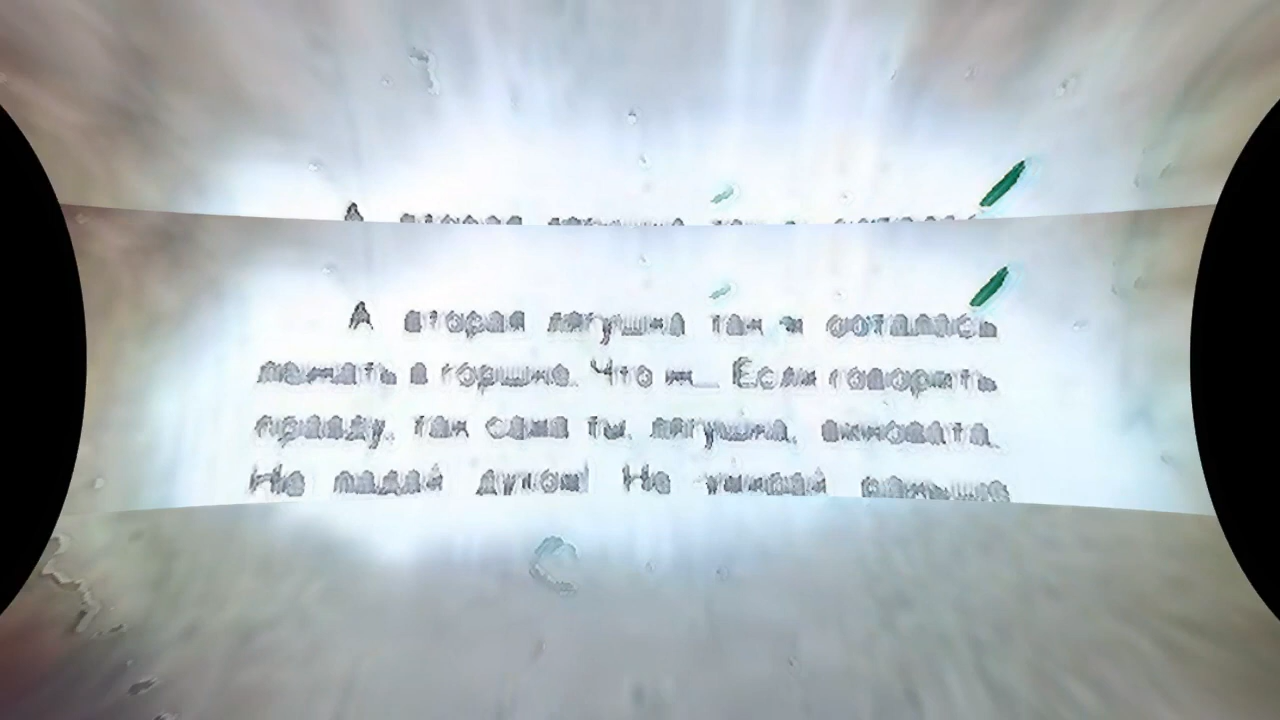 А вторая лягушка так и осталась
лежать в горшке. Что ж... Если говорить
правду, так сама ты, лягушка, виновата.
Не падай духом! Не умирай раньше